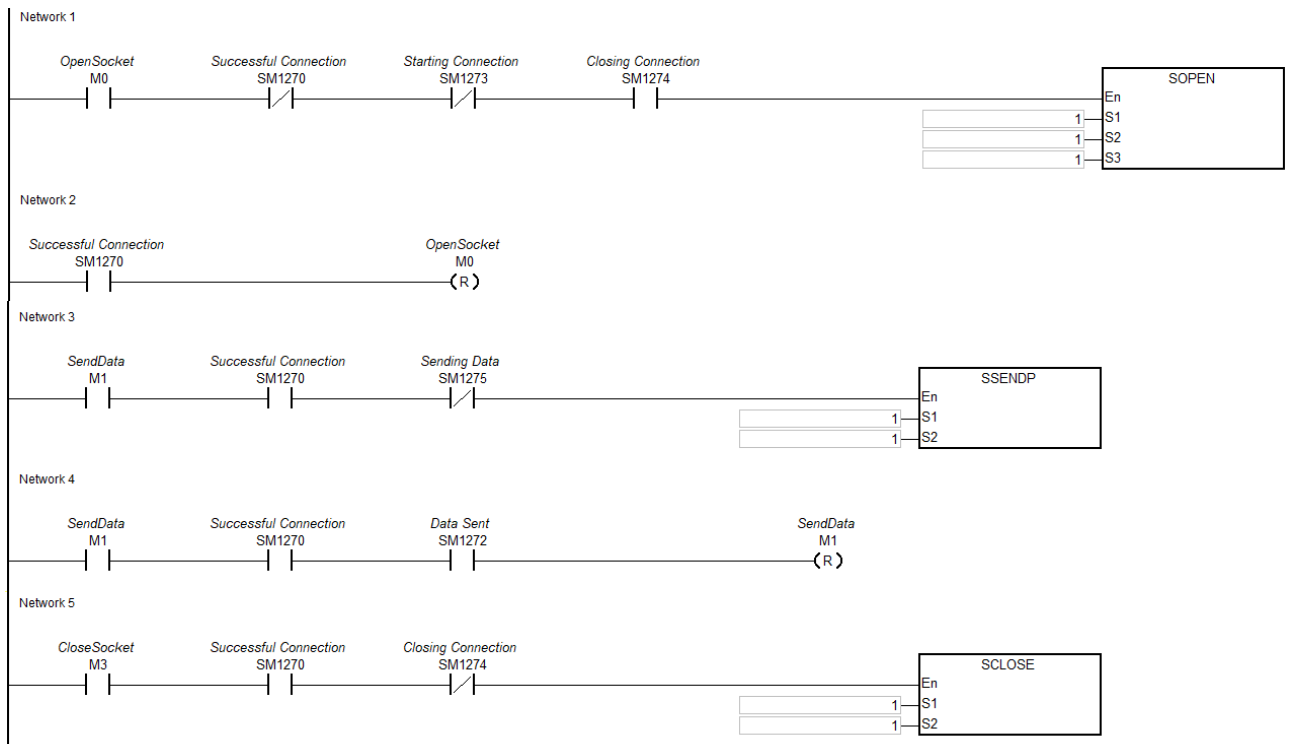 Network 1
OpenSocket Successful Connection Starting Connection Closing Connection
M0 SM1270 SM1273 SM1274 SOPEN
En
1 S1
1 S2
1 S3
Network 2
Successful Connection OpenSocket
SM1270 M0
(R)
Network 3
SendData Successful Connection Sending Data
M1 SM1270 SM1275 SSENDP
En
1 S1
1 S2
Network 4
SendData Successful Connection Data Sent SendData
M1 SM1270 SM1272 M1
(R)
Network 5
CloseSocket Successful Connection Closing Connection
M3 SM1270 SM1274 SCLOSE
En
1 S1
1 S2